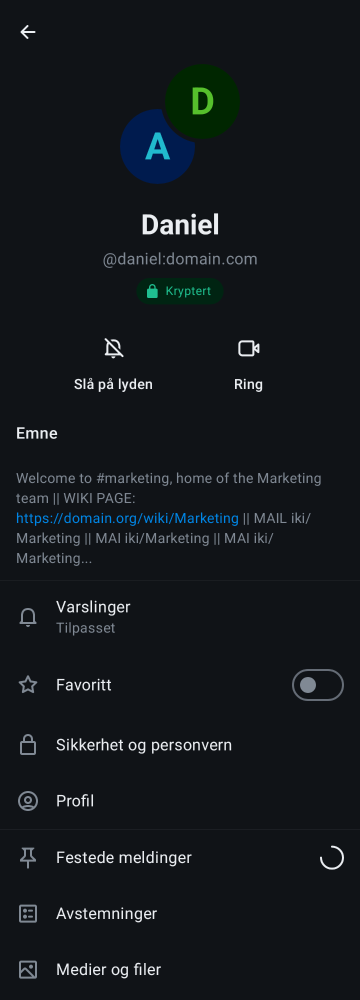 D
A
Daniel
@daniel:domain.com
Kryptert
Slå på lyden
Ring
Emne
Welcome to #marketing, home of the Marketing
team || WIKI PAGE:
https://domain.org/wiki/Marketing || MAIL iki/
Marketing || MAI iki/Marketing || MAI iki/
Marketing...
Varslinger
Tilpasset
Favoritt
Sikkerhet og personvern
Profil
Festede meldinger
Avstemninger
Medier og filer